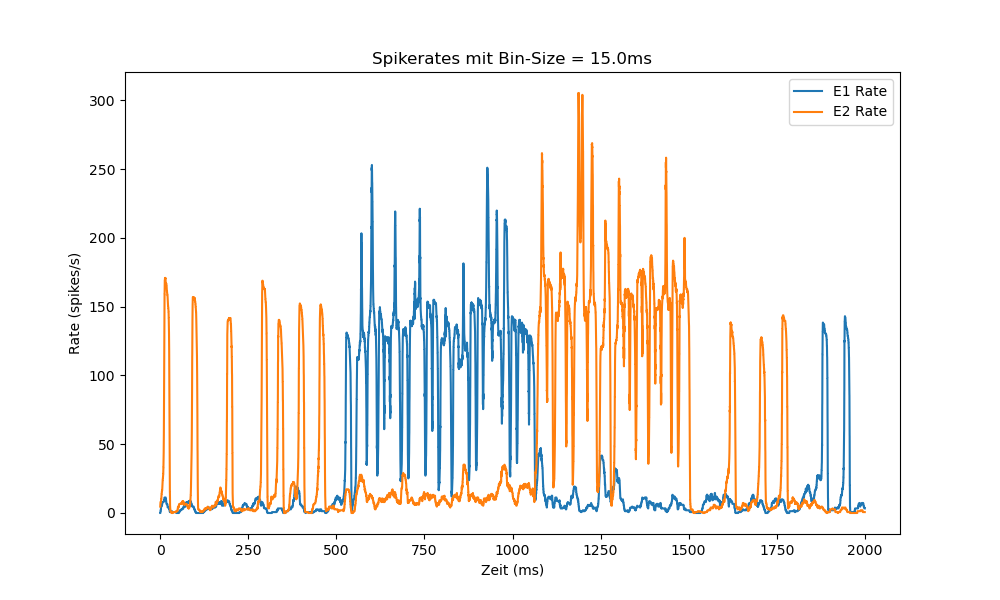 Spikerates mit Bin-Size = 15.0ms
E1 Rate
E2 Rate
300
250
200
150
100
50
0
Rate (spikes/s)
0 250 500 750 1000 1250 1500 1750 2000
Zeit (ms)